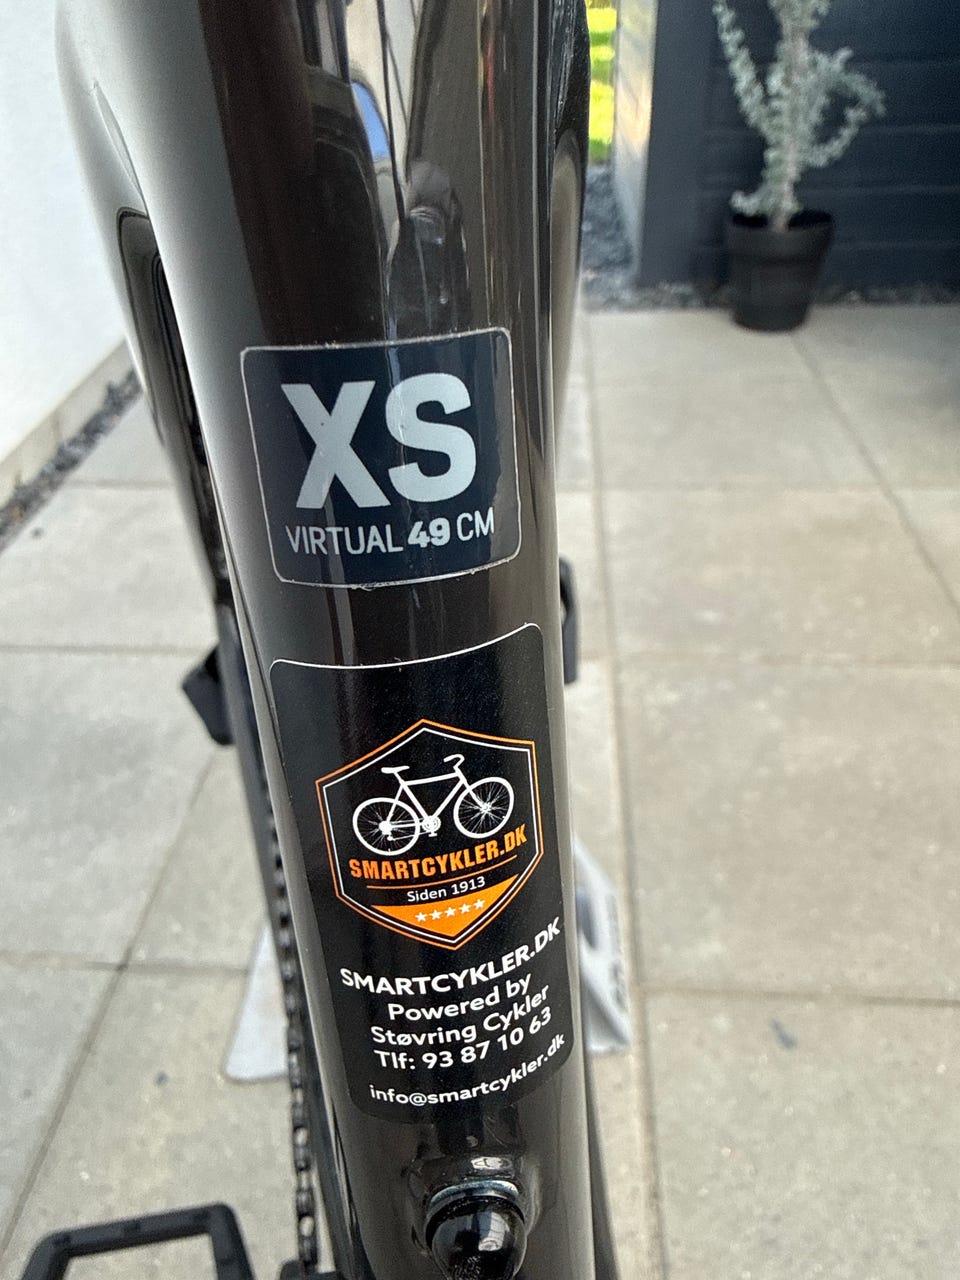 XS
VIRTUAL 49 CM
SMARTCYKLER.DK
Siden 1913
SMARTCYKLER.DK
Powered by
Støvring Cykler
Tlf: 93 87 10 63
info@smartcykler.dk